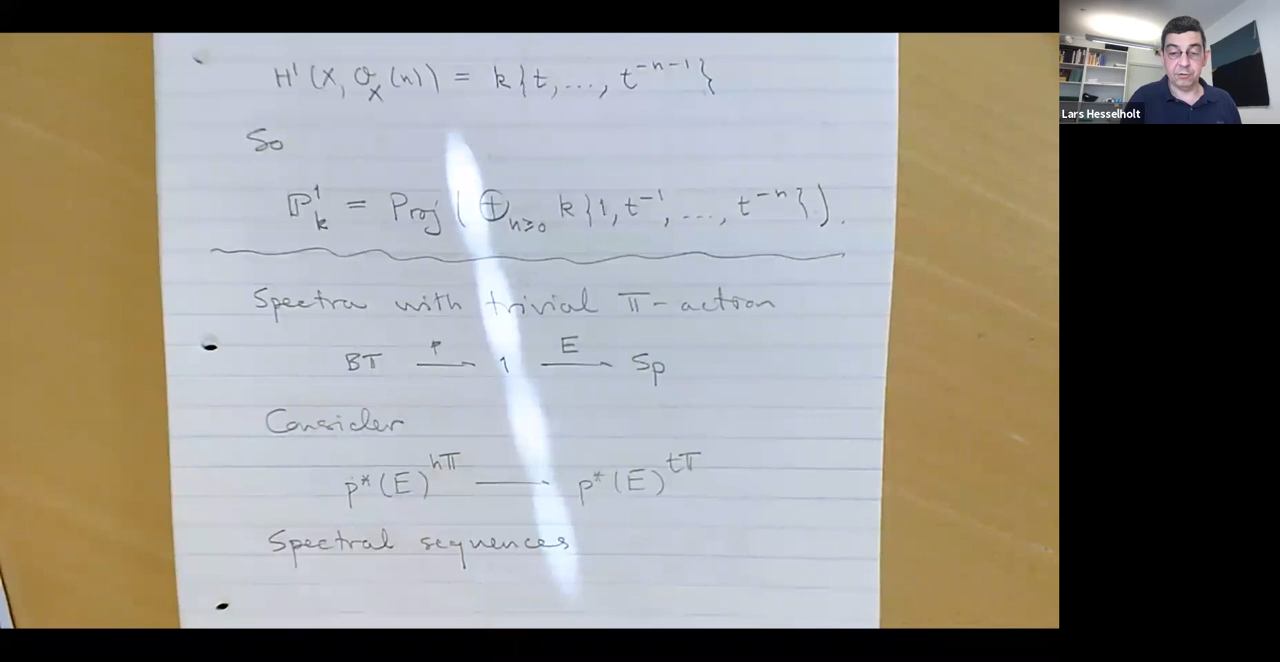 H¹(X, O_X(n)) = k{t, ..., t^{-n-1}}
Lars Hesselholt
So
ℙ¹_k = Proj(⊕_{n≥0} k{1, t^{-1}, ..., t^{-n}}).
Spectra with trivial 𝕋-action
B𝕋 →^p 1 →^E Sp
Consider
p*(E)^{h𝕋} → p*(E)^{t𝕋}
Spectral sequences